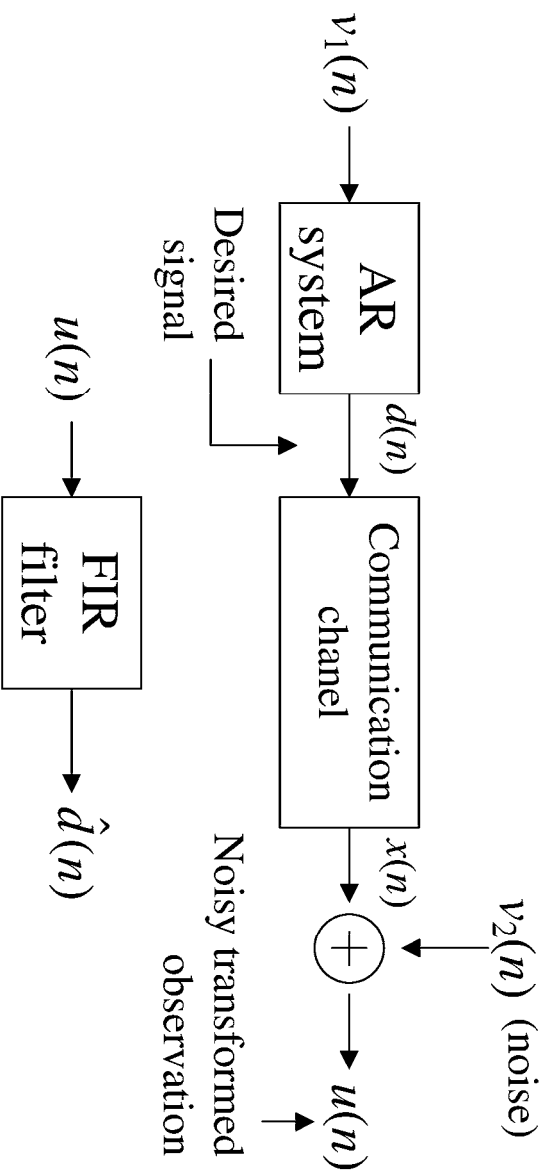 v₂(n) (noise)
v₁(n)
AR
system
d(n)
Communication
chanel
x(n)
+
u(n)
Desired
signal
Noisy transformed
observation
u(n)
FIR
filter
d̂(n)